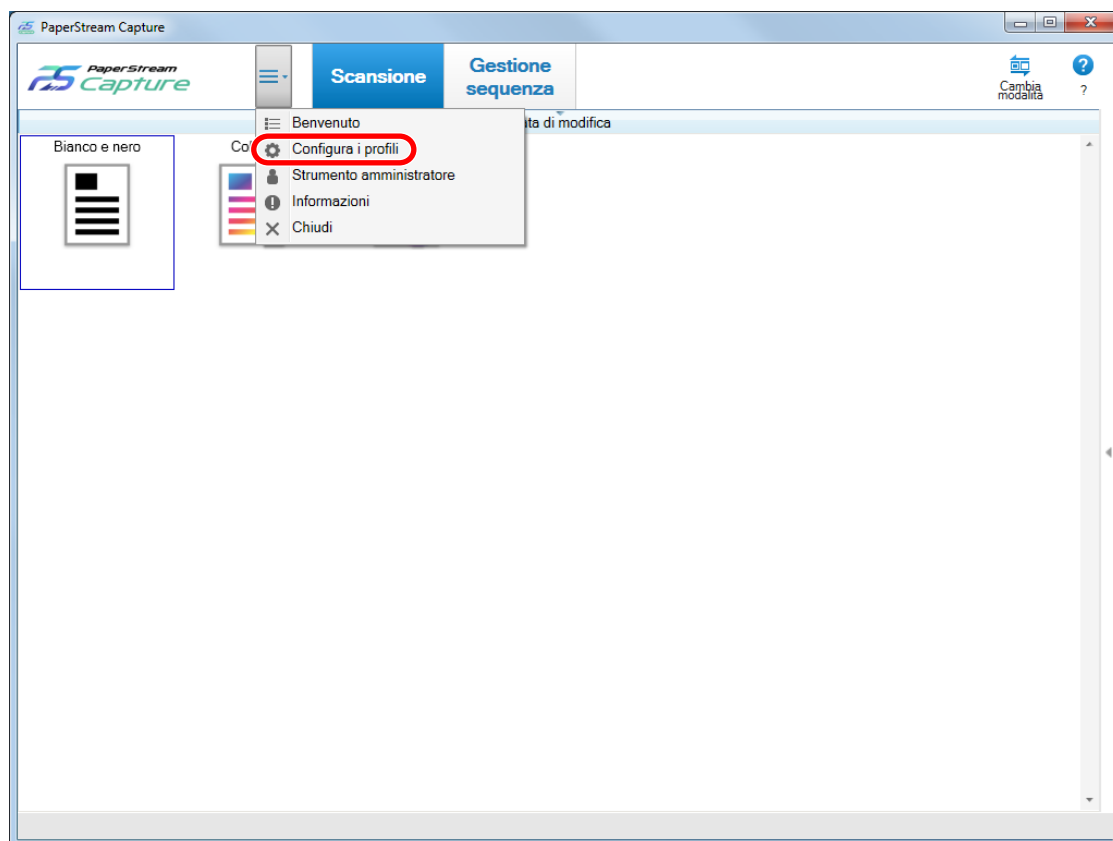 PaperStream Capture
PaperStream
Capture
Scansione
Gestione
sequenza
Cambia
modalità
?
?
Benvenuto
di modifica
Bianco e nero
Configura i profili
Strumento amministratore
Informazioni
Chiudi